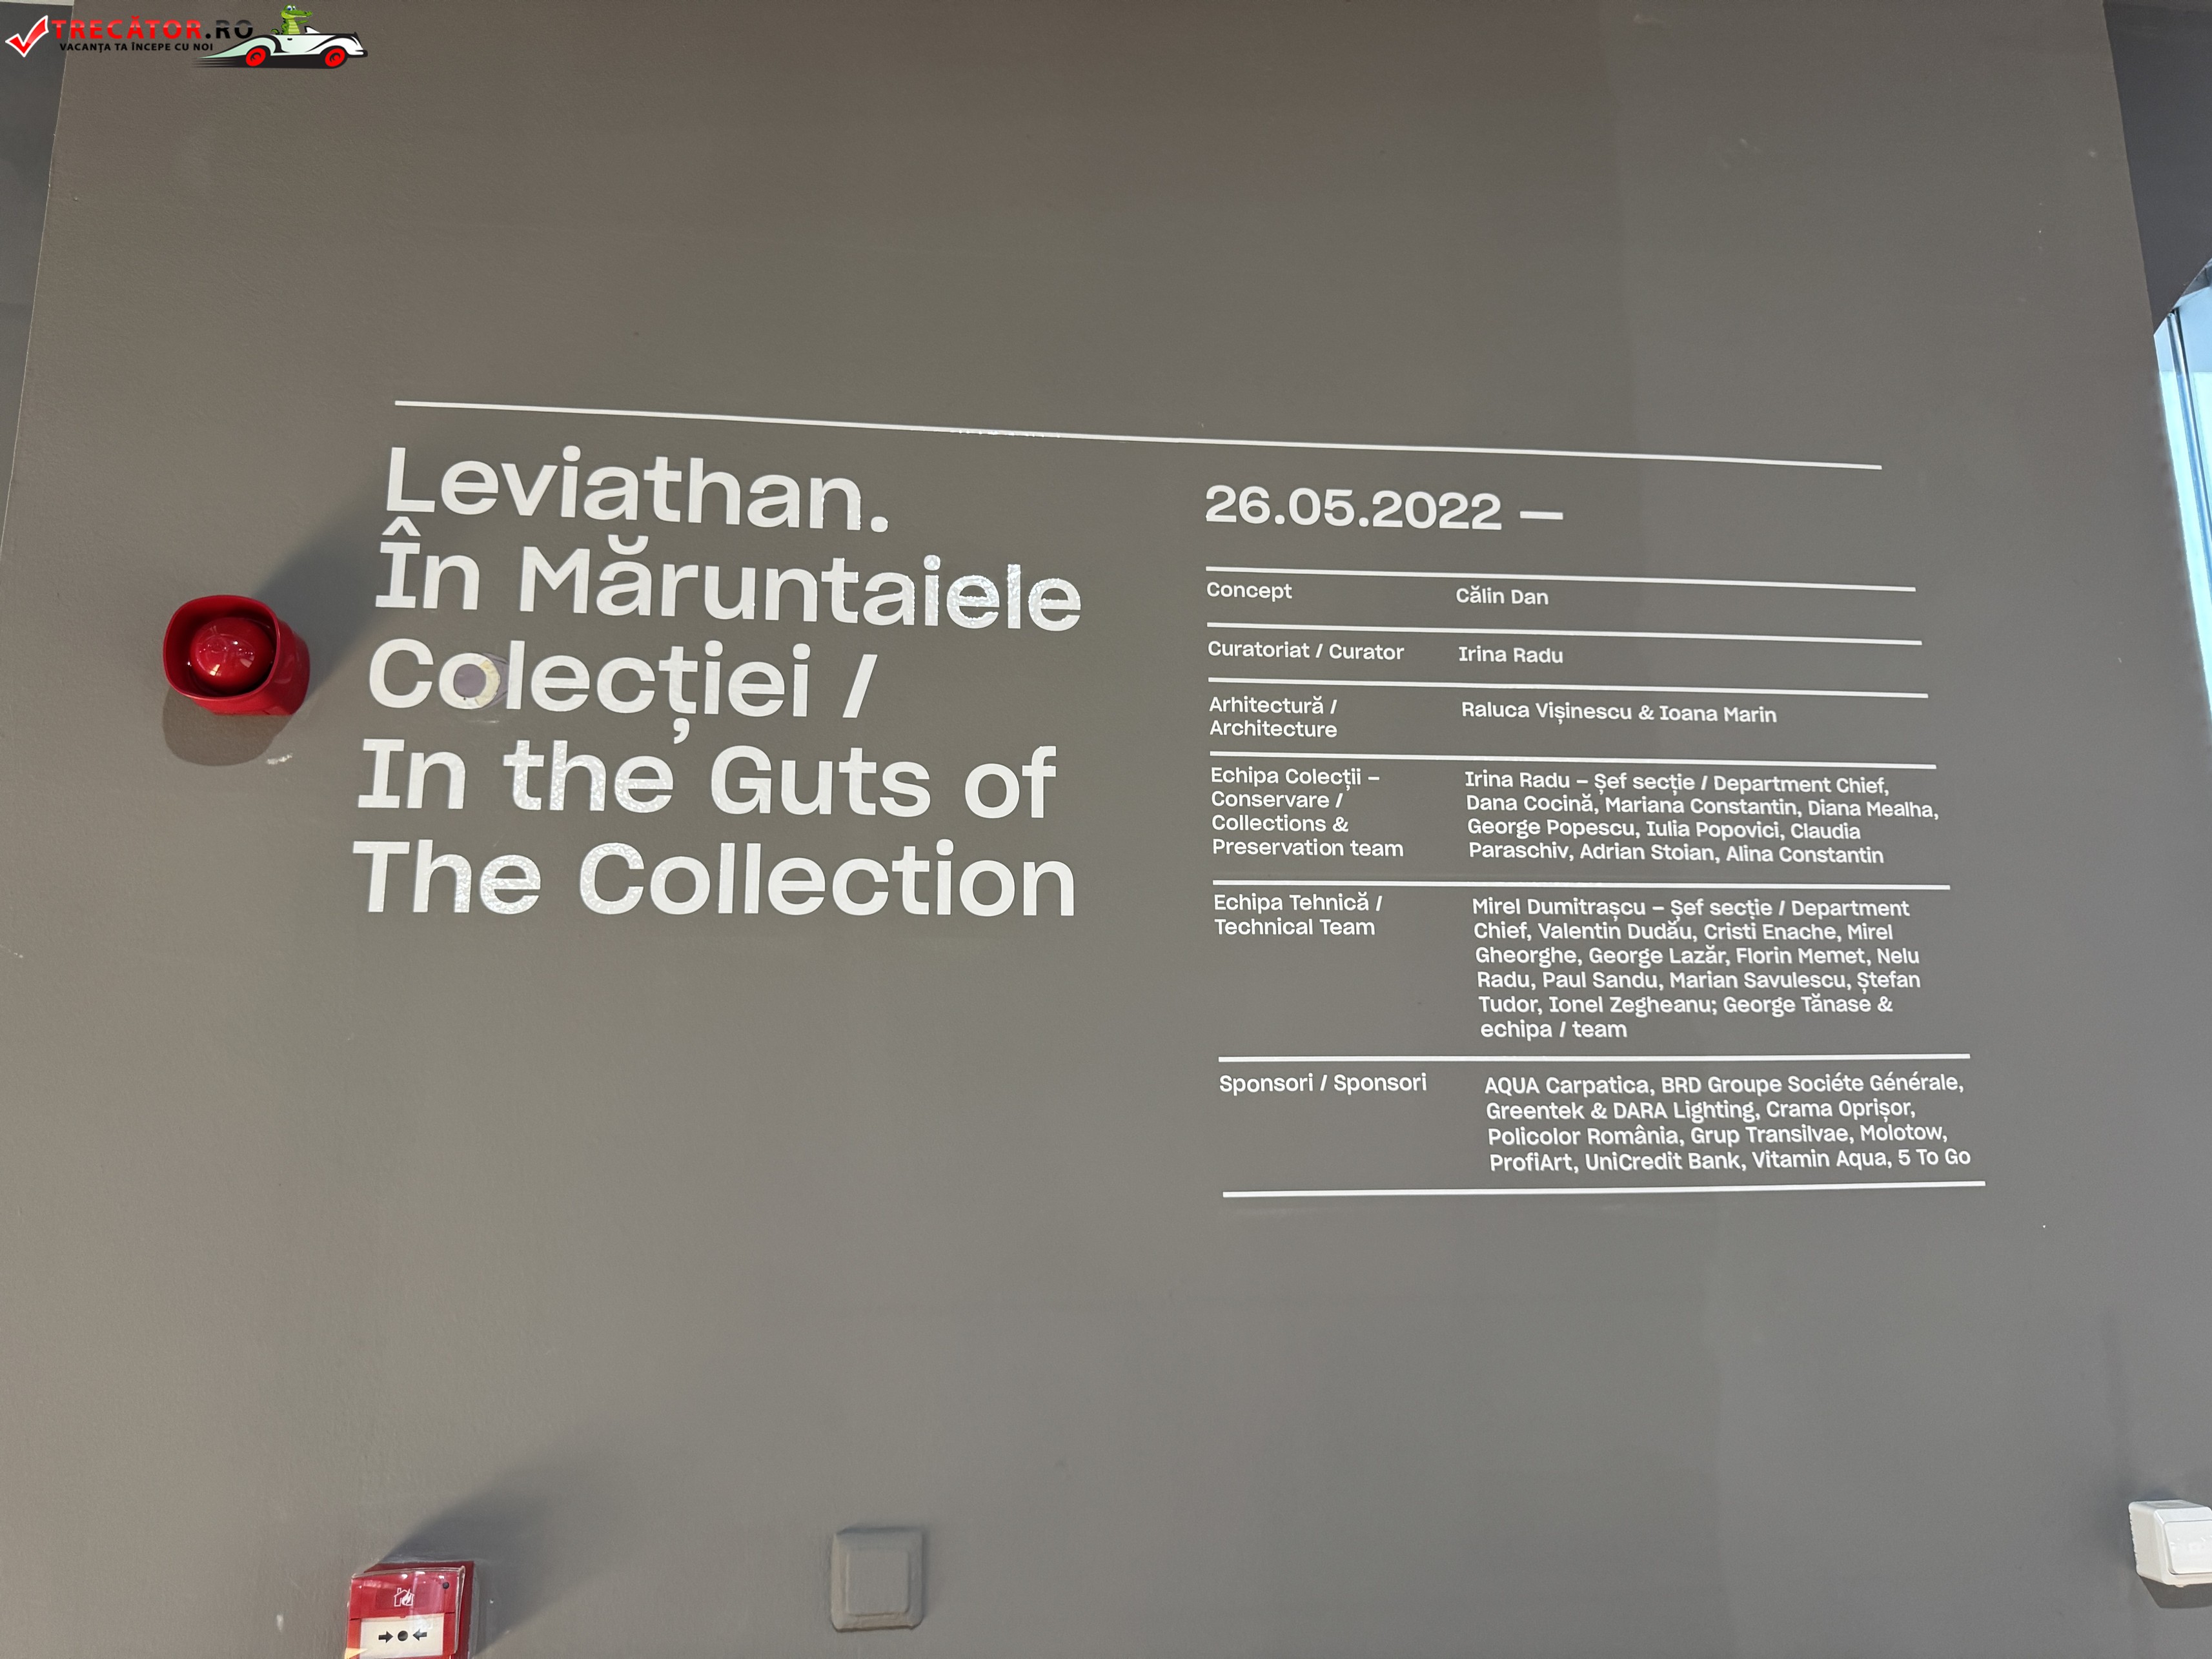 TRECĂTOR.RO
VACANȚA TA ÎNCEPE CU NOI
Leviathan.
În Măruntaiele
Colecției /
In the Guts of
The Collection
26.05.2022 —
Concept Călin Dan
Curatoriat / Curator Irina Radu
Arhitectură / Raluca Vișinescu & Ioana Marin
Architecture
Echipa Colecții –
Conservare /
Collections &
Preservation team
Irina Radu – Șef secție / Department Chief,
Dana Cocină, Mariana Constantin, Diana Mealha,
George Popescu, Iulia Popovici, Claudia
Paraschiv, Adrian Stoian, Alina Constantin
Echipa Tehnică /
Technical Team
Mirel Dumitrașcu – Șef secție / Department
Chief, Valentin Dudău, Cristi Enache, Mirel
Gheorghe, George Lazăr, Florin Memet, Nelu
Radu, Paul Sandu, Marian Savulescu, Ștefan
Tudor, Ionel Zegheanu; George Tănase &
echipa / team
Sponsori / Sponsori
AQUA Carpatica, BRD Groupe Sociéte Générale,
Greentek & DARA Lighting, Crama Oprișor,
Policolor România, Grup Transilvae, Molotow,
ProfiArt, UniCredit Bank, Vitamin Aqua, 5 To Go